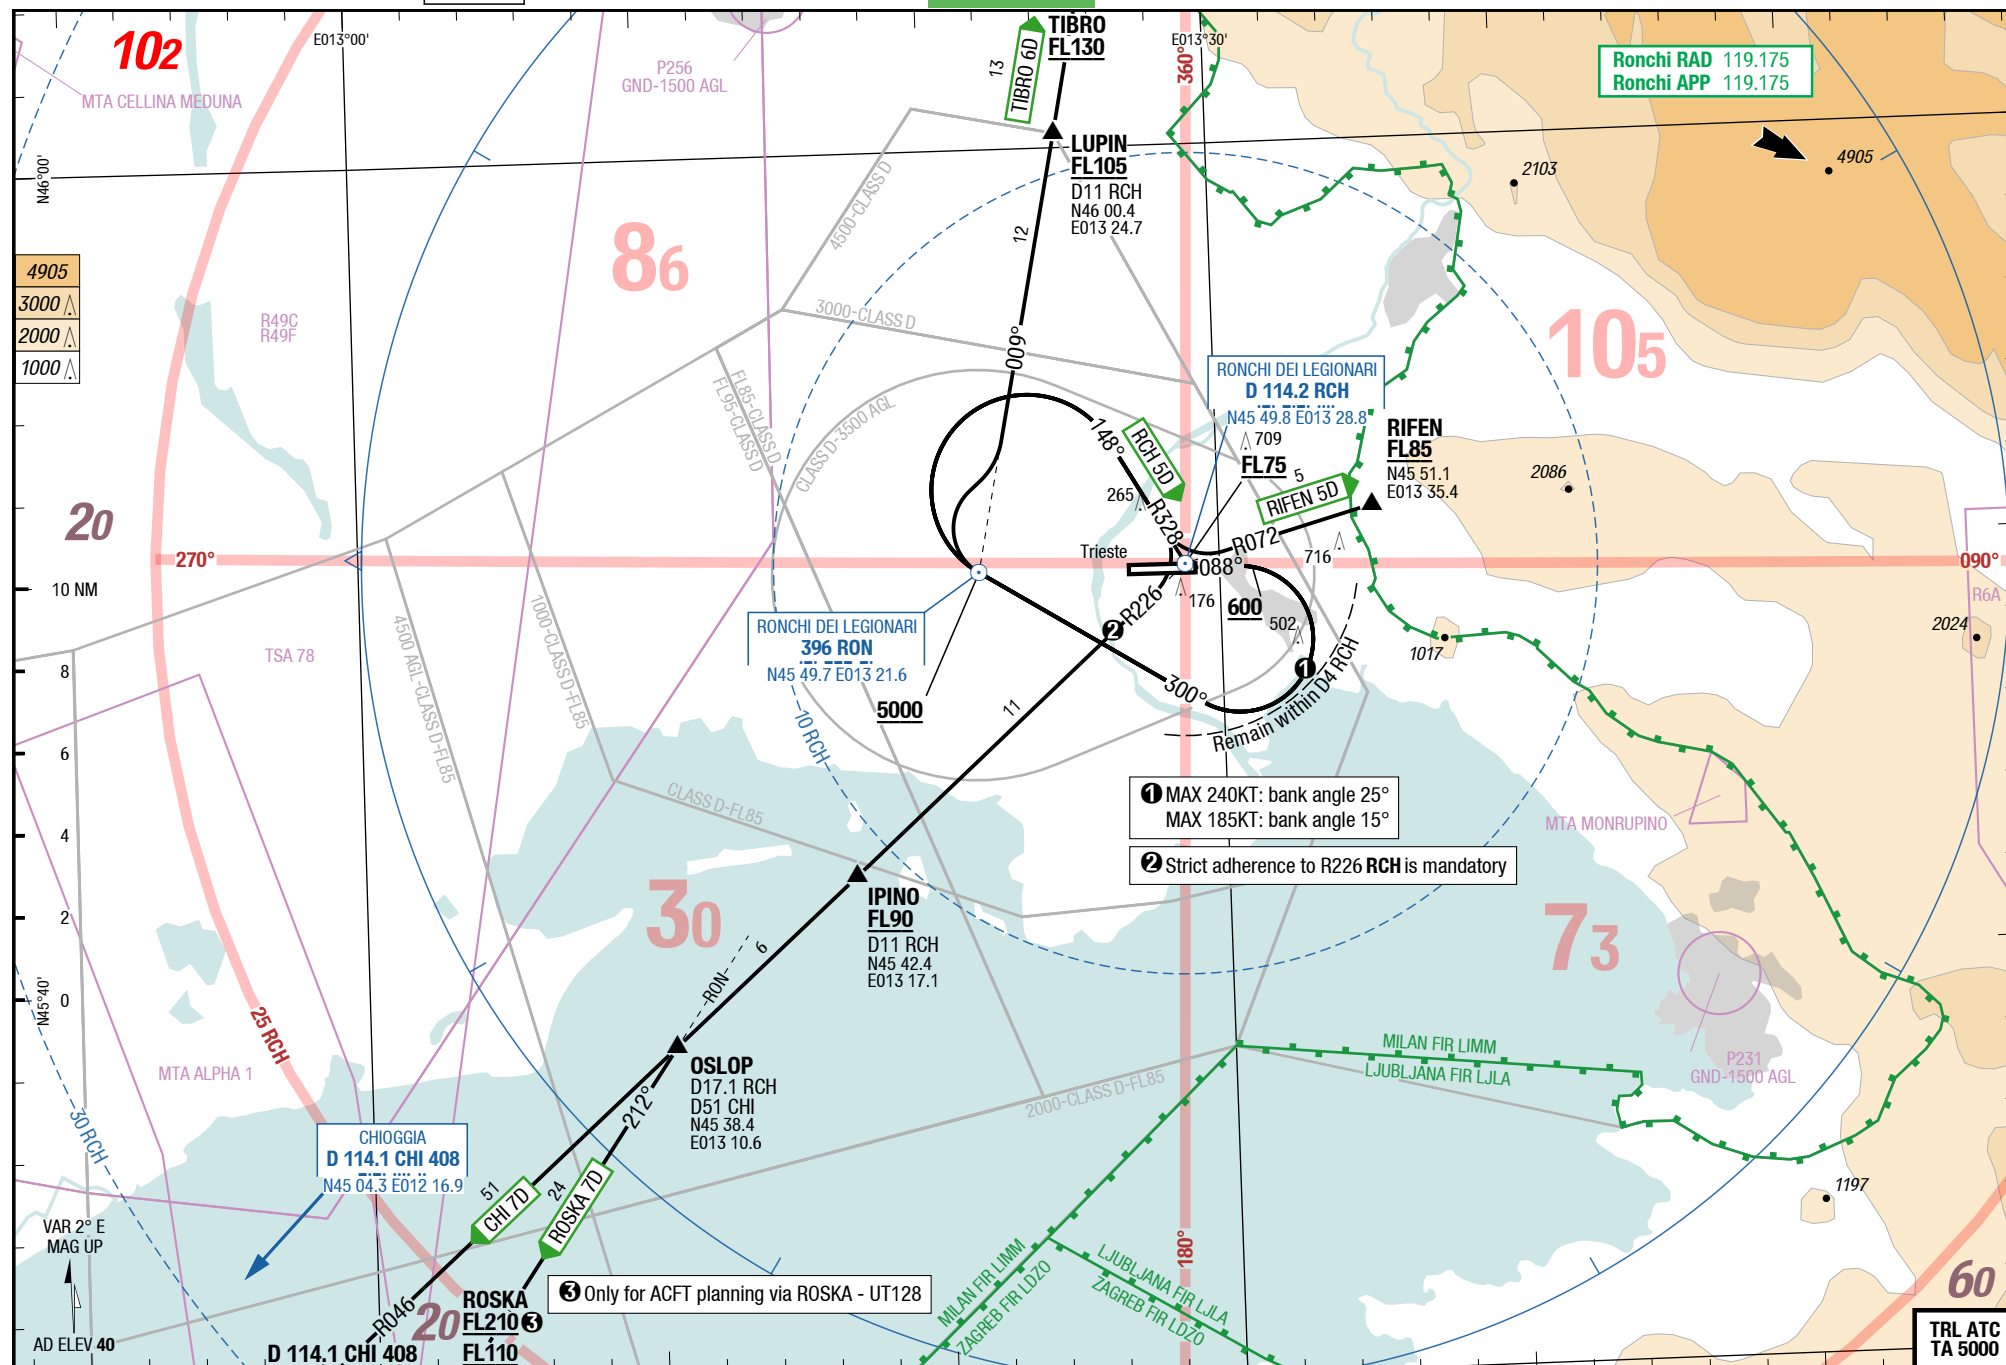 102
MTA CELLINA MEDUNA
E013°00'
P256
GND-1500 AGL
13
TIBRO 6D
TIBRO
FL130
E013°30'
360°
Ronchi RAD 119.175
Ronchi APP 119.175
N46°00'
LUPIN
FL105
D11 RCH
N46 00.4
E013 24.7
2103
4905
4500-CLASS D
12
86
4905
3000
2000
1000
R49C
R49F
3000-CLASS D
009°
105
RONCHI DEI LEGIONARI
D 114.2 RCH
N45 49.8 E013 28.8
FL85-CLASS D
FL95-CLASS D
CLASS D-3500 AGL
148°
RCH 5D
709
FL75
5
RIFEN 5D
RIFEN
FL85
N45 51.1
E013 35.4
2086
265
R328
20
270°
Trieste
R072
716
088°
090°
10 NM
R6A
176
600
502
R226
2
1
2024
1017
RONCHI DEI LEGIONARI
396 RON
N45 49.7 E013 21.6
4500 AGL-CLASS D-FL85
1000-CLASS D-FL85
TSA 78
8
5000
11
300°
Remain within D4 RCH
10 RCH
6
CLASS D-FL85
1 MAX 240KT: bank angle 25°
MAX 185KT: bank angle 15°
MTA MONRUPINO
4
2 Strict adherence to R226 RCH is mandatory
IPINO
FL90
D11 RCH
N45 42.4
E013 17.1
30
73
2
6
RON
N45°40'
0
25 RCH
OSLOP
D17.1 RCH
D51 CHI
N45 38.4
E013 10.6
MILAN FIR LIMM
LJUBLJANA FIR LJLA
P231
GND-1500 AGL
MTA ALPHA 1
2000-CLASS D-FL85
30 RCH
212°
CHIOGGIA
D 114.1 CHI 408
N45 04.3 E012 16.9
51
CHI 7D
24
ROSKA 7D
1197
VAR 2° E
MAG UP
180°
MILAN FIR LIMM
ZAGREB FIR LDZO
LJUBLJANA FIR LJLA
ZAGREB FIR LDZO
3 Only for ACFT planning via ROSKA - UT128
60
R046
20
ROSKA
FL210 3
FL110
AD ELEV 40
D 114.1 CHI 408
TRL ATC
TA 5000